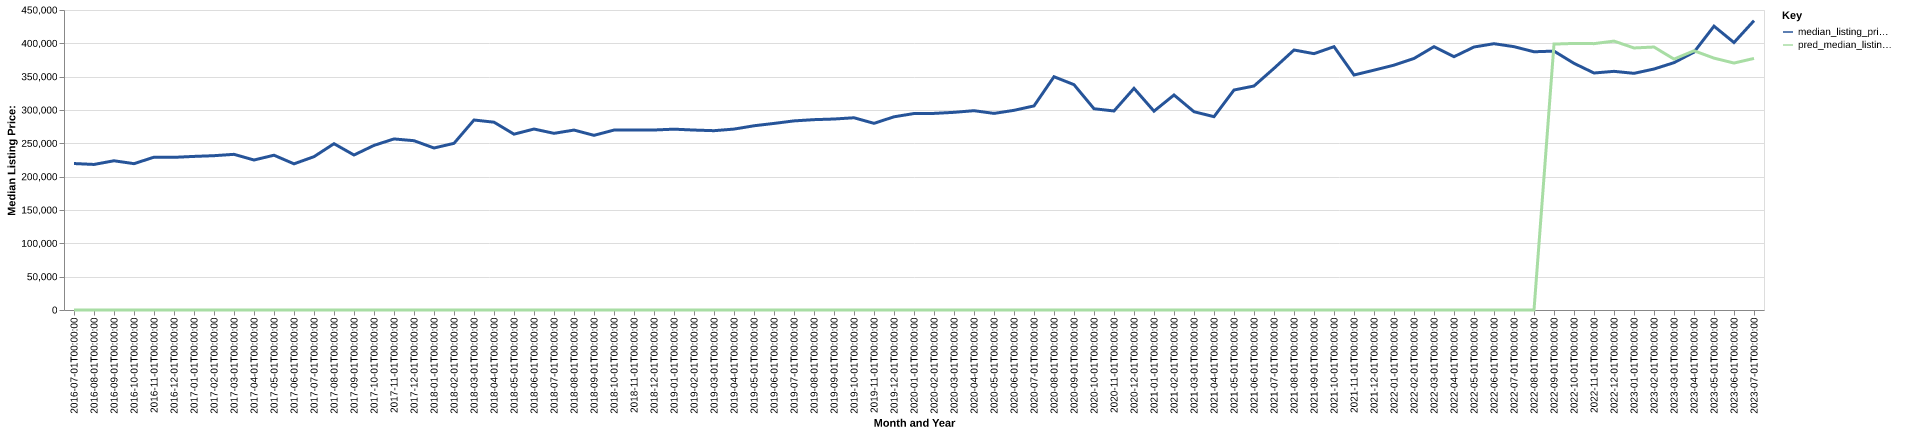 450,000
400,000
350,000
300,000
250,000
200,000
150,000
100,000
50,000
0
Median Listing Price:
2016-07-01T00:00:00
2016-08-01T00:00:00
2016-09-01T00:00:00
2016-10-01T00:00:00
2016-11-01T00:00:00
2016-12-01T00:00:00
2017-01-01T00:00:00
2017-02-01T00:00:00
2017-03-01T00:00:00
2017-04-01T00:00:00
2017-05-01T00:00:00
2017-06-01T00:00:00
2017-07-01T00:00:00
2017-08-01T00:00:00
2017-09-01T00:00:00
2017-10-01T00:00:00
2017-11-01T00:00:00
2017-12-01T00:00:00
2018-01-01T00:00:00
2018-02-01T00:00:00
2018-03-01T00:00:00
2018-04-01T00:00:00
2018-05-01T00:00:00
2018-06-01T00:00:00
2018-07-01T00:00:00
2018-08-01T00:00:00
2018-09-01T00:00:00
2018-10-01T00:00:00
2018-11-01T00:00:00
2018-12-01T00:00:00
2019-01-01T00:00:00
2019-02-01T00:00:00
2019-03-01T00:00:00
2019-04-01T00:00:00
2019-05-01T00:00:00
2019-06-01T00:00:00
2019-07-01T00:00:00
2019-08-01T00:00:00
2019-09-01T00:00:00
2019-10-01T00:00:00
2019-11-01T00:00:00
2019-12-01T00:00:00
2020-01-01T00:00:00
2020-02-01T00:00:00
2020-03-01T00:00:00
2020-04-01T00:00:00
2020-05-01T00:00:00
2020-06-01T00:00:00
2020-07-01T00:00:00
2020-08-01T00:00:00
2020-09-01T00:00:00
2020-10-01T00:00:00
2020-11-01T00:00:00
2020-12-01T00:00:00
2021-01-01T00:00:00
2021-02-01T00:00:00
2021-03-01T00:00:00
2021-04-01T00:00:00
2021-05-01T00:00:00
2021-06-01T00:00:00
2021-07-01T00:00:00
2021-08-01T00:00:00
2021-09-01T00:00:00
2021-10-01T00:00:00
2021-11-01T00:00:00
2021-12-01T00:00:00
2022-01-01T00:00:00
2022-02-01T00:00:00
2022-03-01T00:00:00
2022-04-01T00:00:00
2022-05-01T00:00:00
2022-06-01T00:00:00
2022-07-01T00:00:00
2022-08-01T00:00:00
2022-09-01T00:00:00
2022-10-01T00:00:00
2022-11-01T00:00:00
2022-12-01T00:00:00
2023-01-01T00:00:00
2023-02-01T00:00:00
2023-03-01T00:00:00
2023-04-01T00:00:00
2023-05-01T00:00:00
2023-06-01T00:00:00
2023-07-01T00:00:00
Month and Year
Key
median_listing_pri…
pred_median_listin…